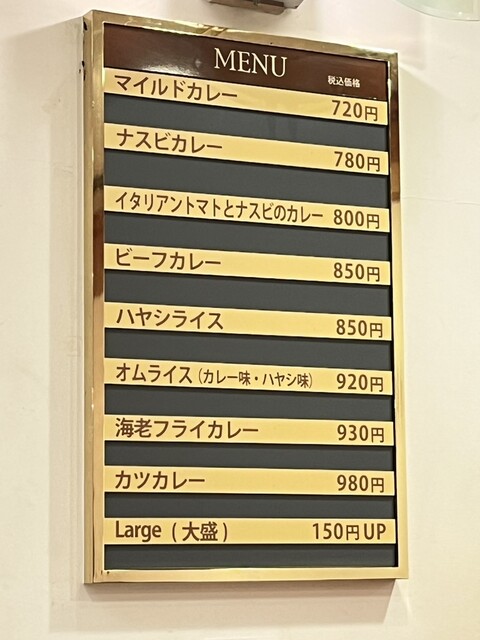 MENU
税込価格
マイルドカレー 720円
ナスビカレー 780円
イタリアントマトとナスビのカレー 800円
ビーフカレー 850円
ハヤシライス 850円
オムライス(カレー味・ハヤシ味) 920円
海老フライカレー 930円
カツカレー 980円
Large (大盛) 150円UP